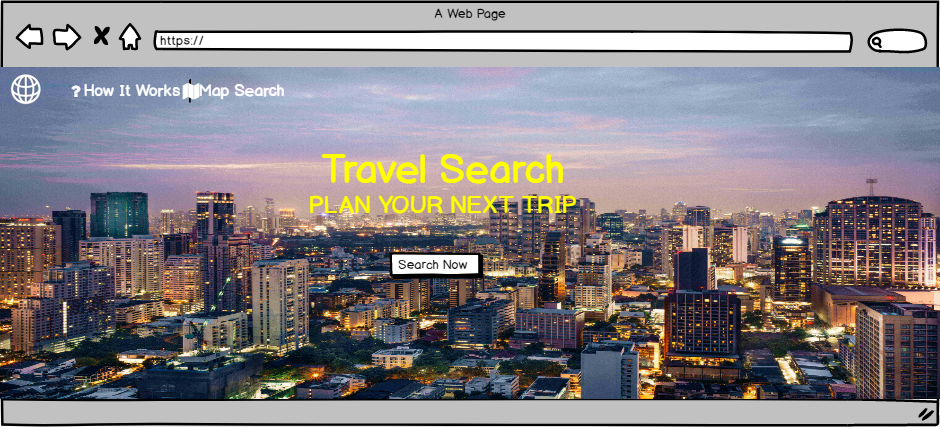 A Web Page
https://
? How It Works Map Search
Travel Search
PLAN YOUR NEXT TRIP
Search Now